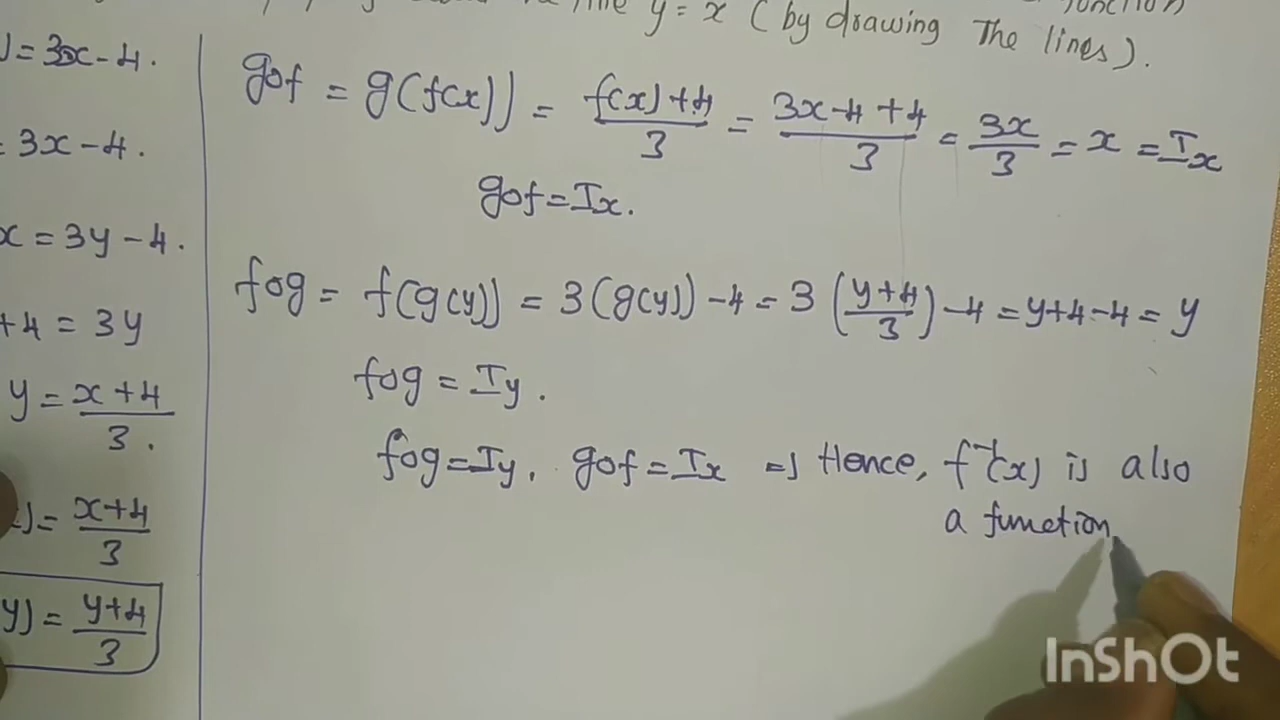 y = x (by drawing The lines).
= 3x - 4.
= 3x - 4.
x = 3y - 4.
+4 = 3y
y = x+4/3.
= x+4/3
y) = y+4/3
gof = g(f(x)) = f(x)+4/3 = 3x-4+4/3 = 3x/3 = x = Ix
gof = Ix.
fog = f(g(y)) = 3(g(y)) - 4 = 3(y+4/3) - 4 = y+4-4 = y
fog = Iy.
fog = Iy, gof = Ix ⇒ Hence, f⁻¹(x) is also
a function
InShOt